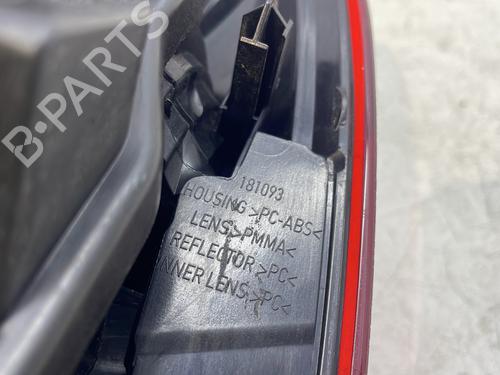 B-PARTS
181093
HOUSING >PC-ABS<
LENS >PMMA<
REFLECTOR >PC<
INNER LENS >PC<